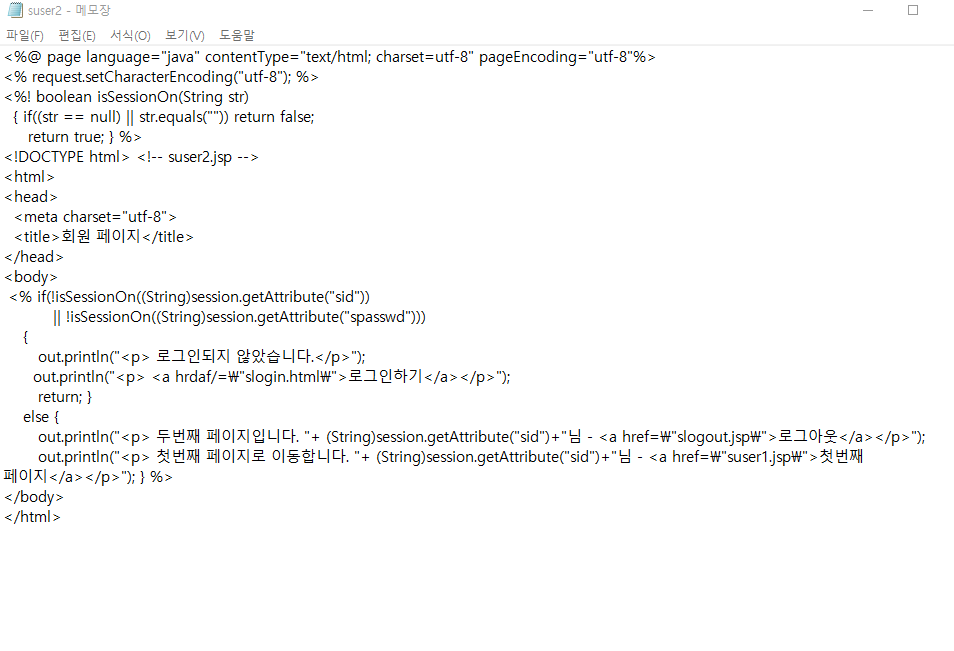 suser2 - 메모장
파일(F) 편집(E) 서식(O) 보기(V) 도움말
<%@ page language="java" contentType="text/html; charset=utf-8" pageEncoding="utf-8"%>
<% request.setCharacterEncoding("utf-8"); %>
<%! boolean isSessionOn(String str)
{ if((str == null) || str.equals("")) return false;
return true; } %>
<!DOCTYPE html> <!-- suser2.jsp -->
<html>
<head>
<meta charset="utf-8">
<title>회원 페이지</title>
</head>
<body>
<% if(!isSessionOn((String)session.getAttribute("sid"))
|| !isSessionOn((String)session.getAttribute("spasswd")))
{
out.println("<p> 로그인되지 않았습니다.</p>");
out.println("<p> <a hrdaf/=₩"slogin.html₩">로그인하기</a></p>");
return; }
else {
out.println("<p> 두번째 페이지입니다. "+ (String)session.getAttribute("sid")+"님 - <a href=₩"slogout.jsp₩">로그아웃</a></p>");
out.println("<p> 첫번째 페이지로 이동합니다. "+ (String)session.getAttribute("sid")+"님 - <a href=₩"suser1.jsp₩">첫번째
페이지</a></p>"); } %>
</body>
</html>